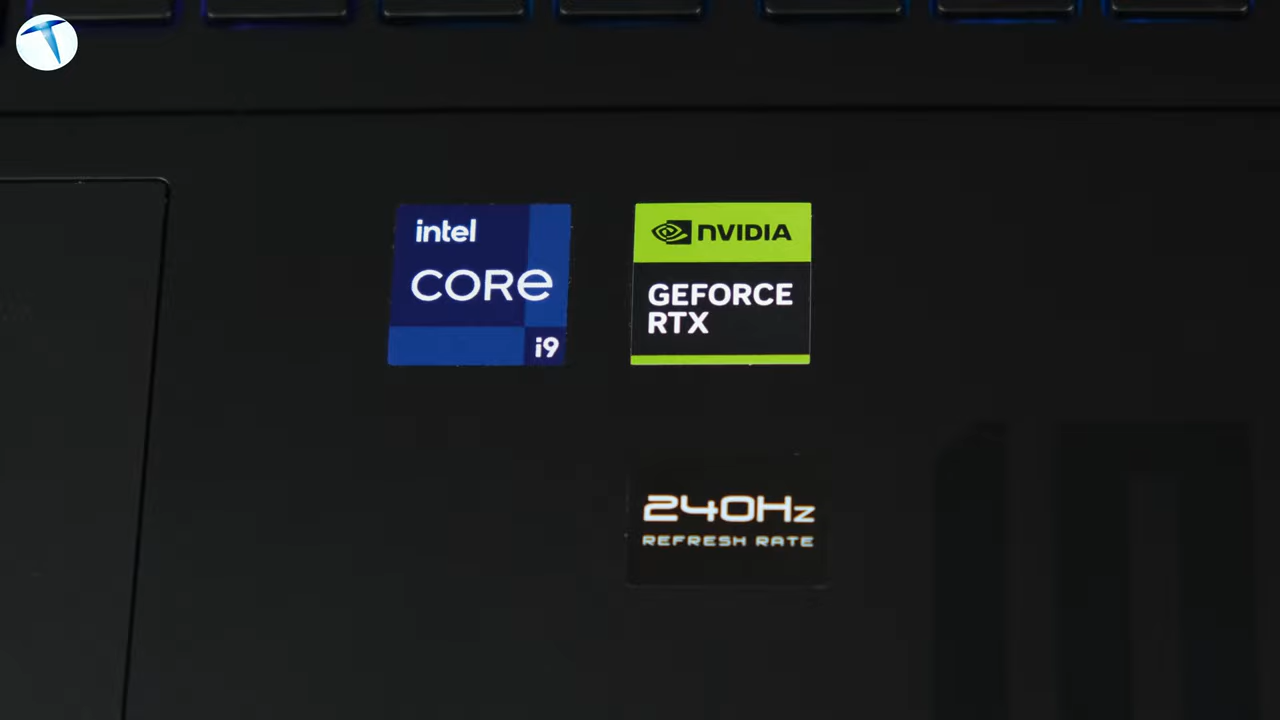 intel
CORE
i9
NVIDIA
GEFORCE
RTX
240Hz
REFRESH RATE